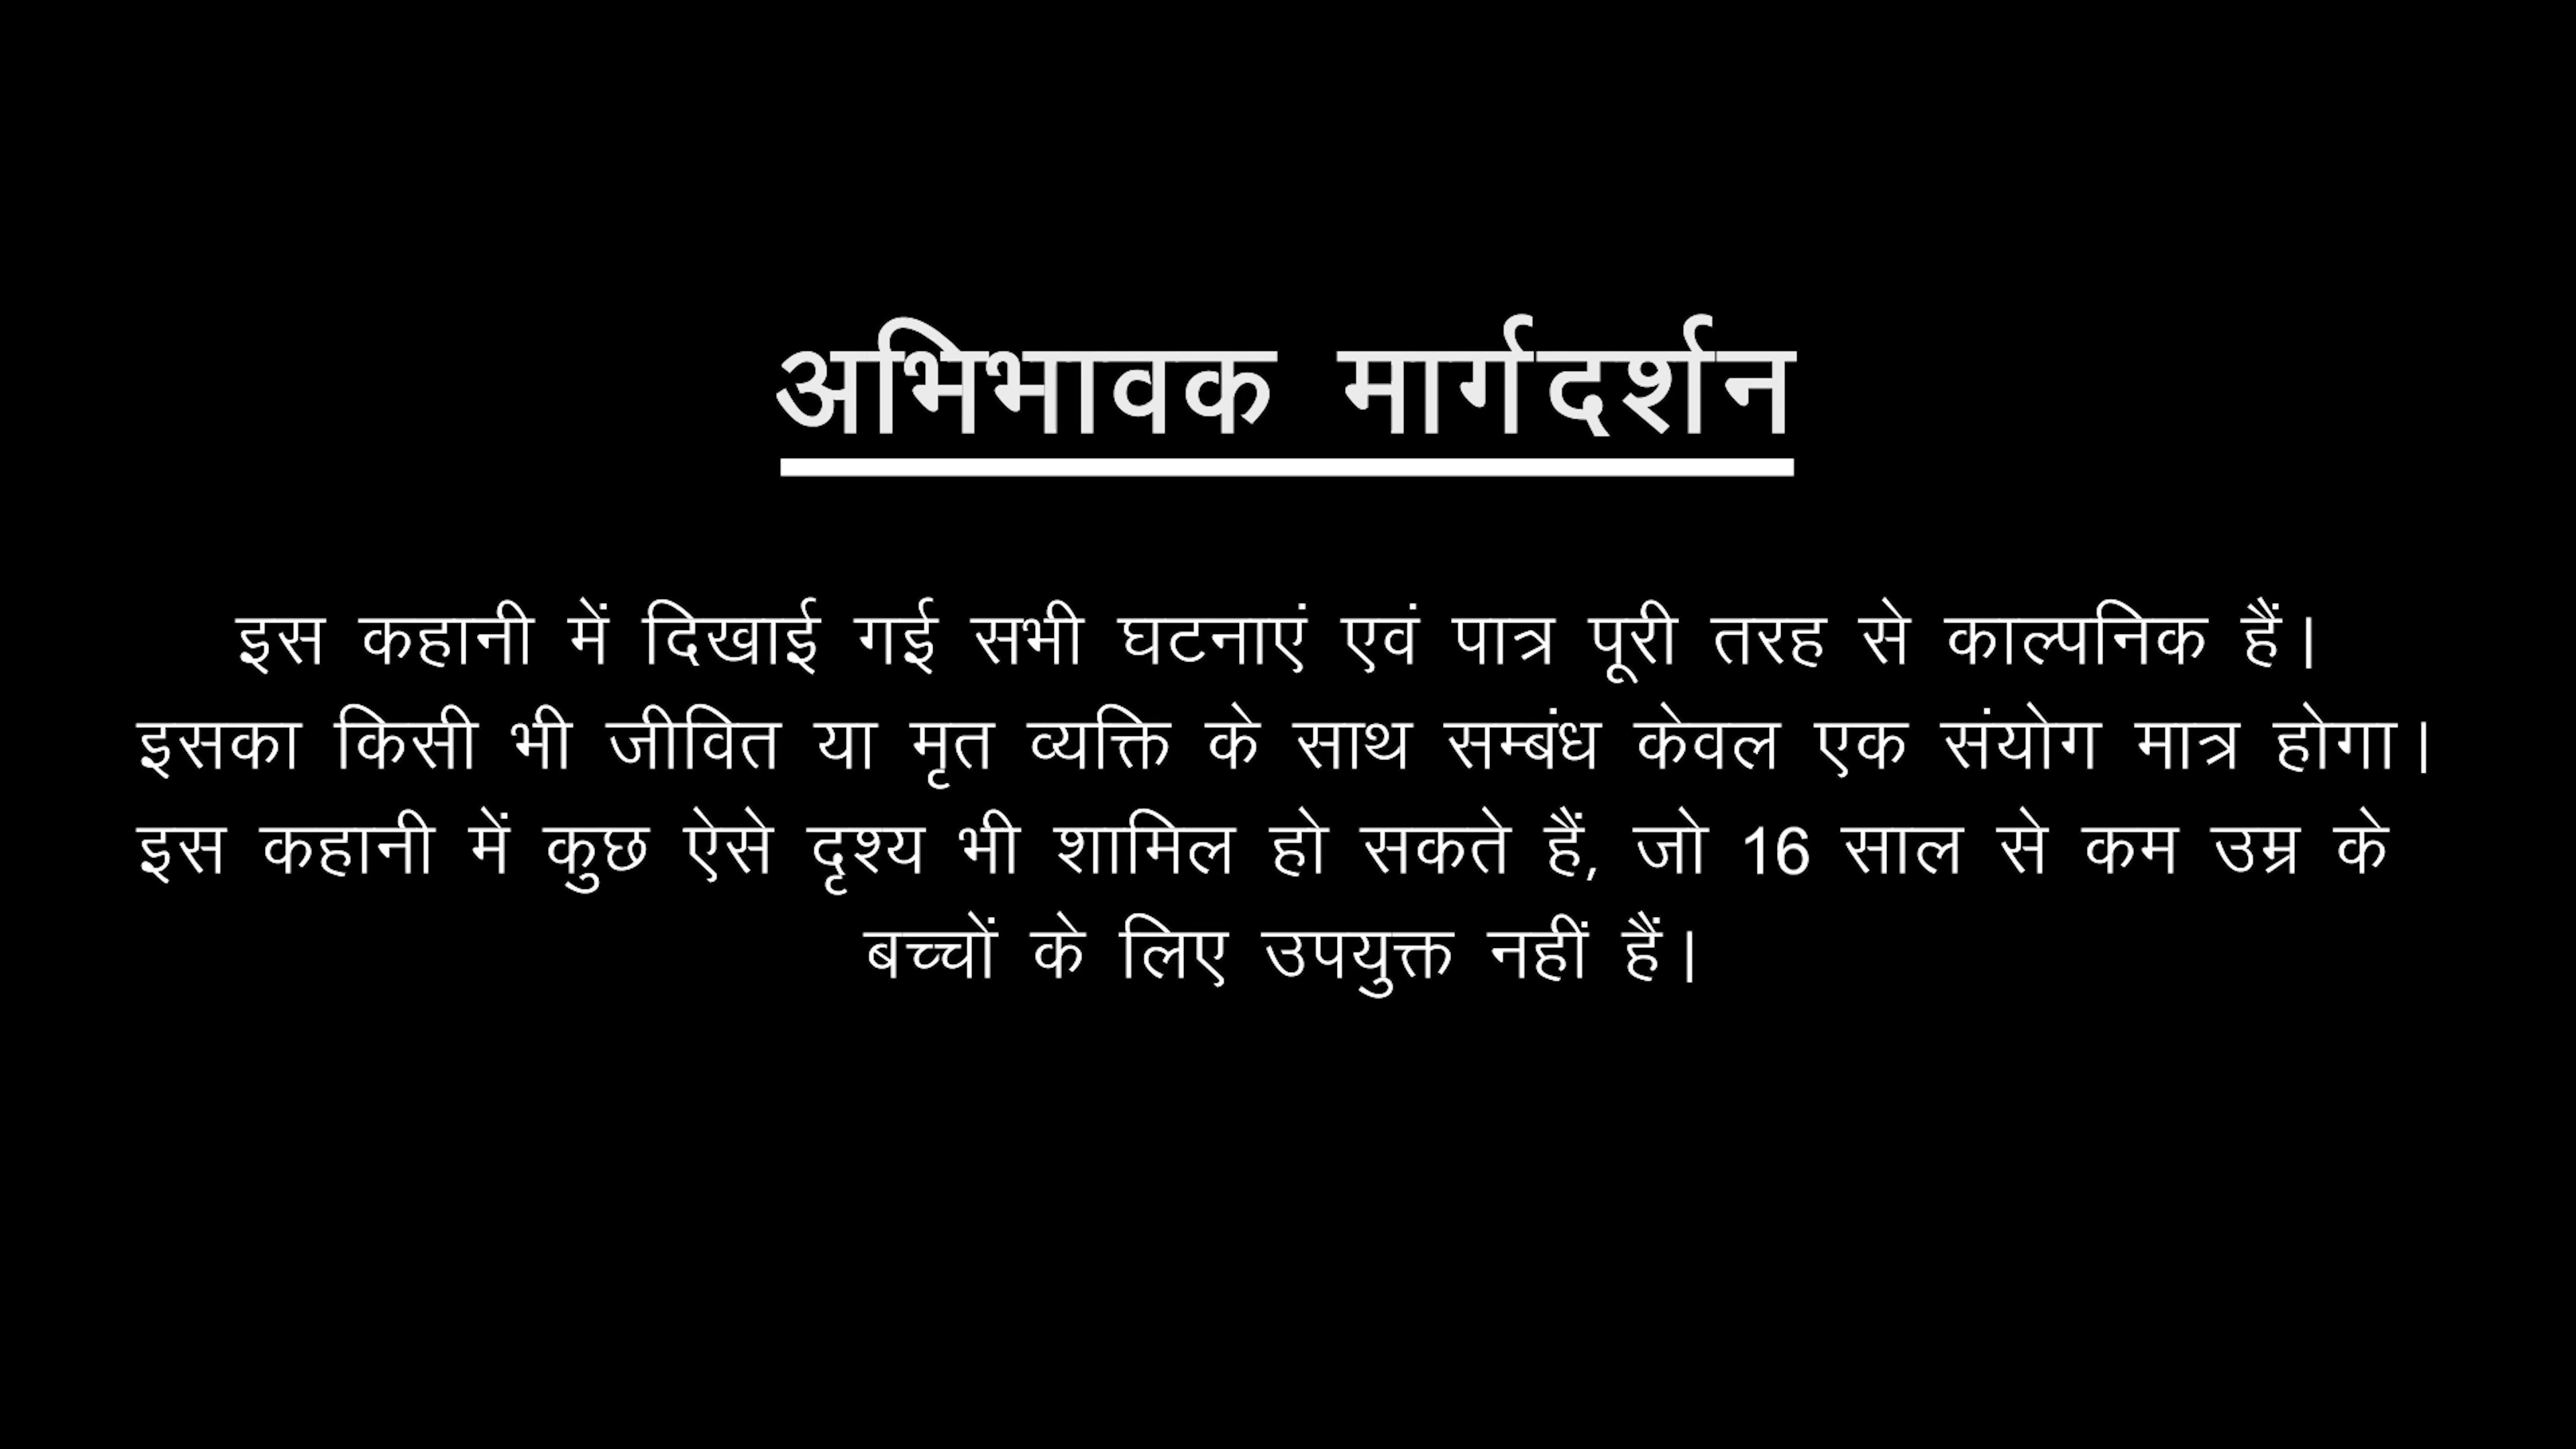 अभिभावक मार्गदर्शन
इस कहानी में दिखाई गई सभी घटनाएं एवं पात्र पूरी तरह से काल्पनिक हैं।
इसका किसी भी जीवित या मृत व्यक्ति के साथ सम्बंध केवल एक संयोग मात्र होगा।
इस कहानी में कुछ ऐसे दृश्य भी शामिल हो सकते हैं, जो 16 साल से कम उम्र के
बच्चों के लिए उपयुक्त नहीं हैं।